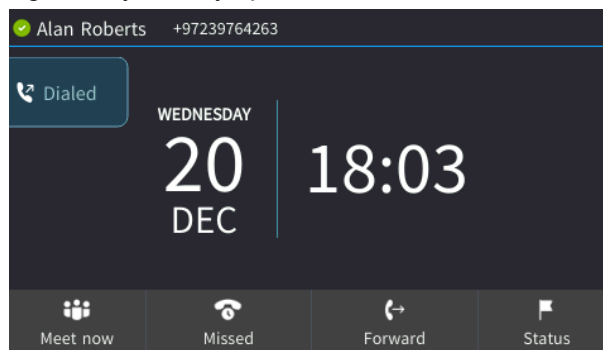 Alan Roberts +97239764263
Dialed
WEDNESDAY
20
DEC
18:03
Meet now Missed Forward Status